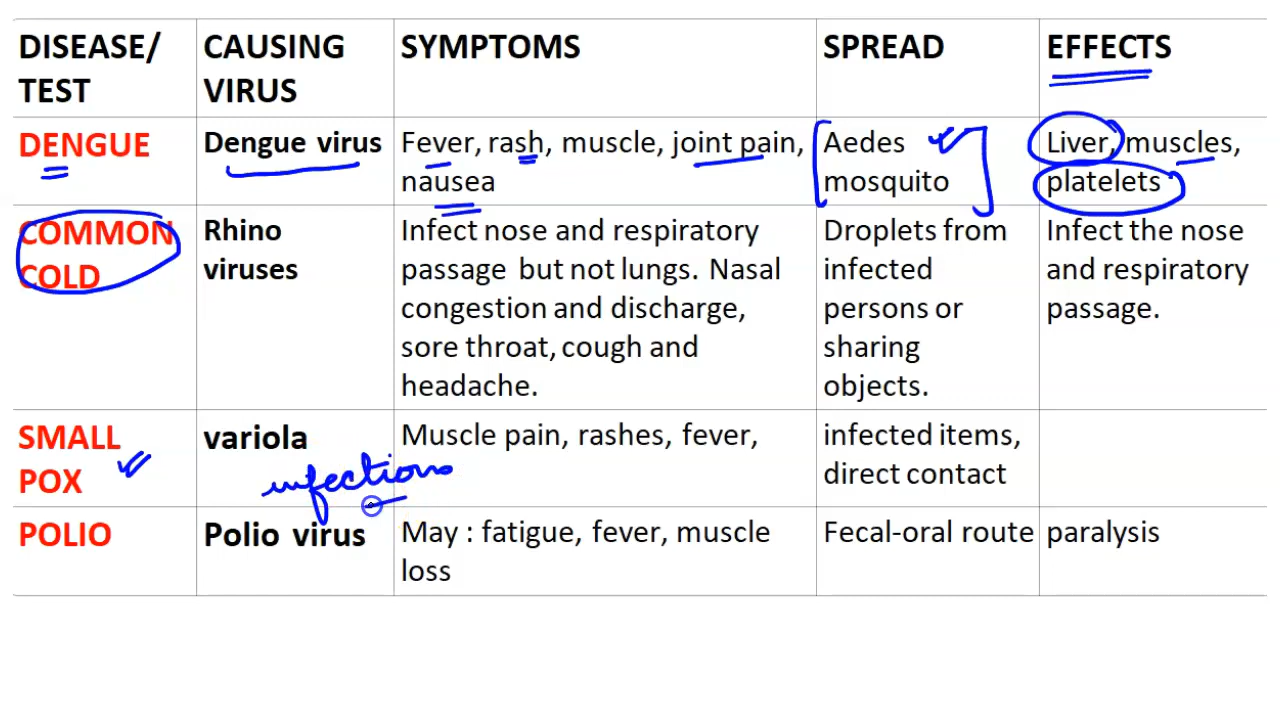 DISEASE/
TEST
CAUSING
VIRUS
SYMPTOMS
SPREAD
EFFECTS
DENGUE
Dengue virus
Fever, rash, muscle, joint pain,
nausea
Aedes
mosquito
Liver, muscles,
platelets
COMMON
COLD
Rhino
viruses
Infect nose and respiratory
passage but not lungs. Nasal
congestion and discharge,
sore throat, cough and
headache.
Droplets from
infected
persons or
sharing
objects.
Infect the nose
and respiratory
passage.
SMALL
POX
variola
infections
Muscle pain, rashes, fever,
infected items,
direct contact
POLIO
Polio virus
May : fatigue, fever, muscle
loss
Fecal-oral route
paralysis